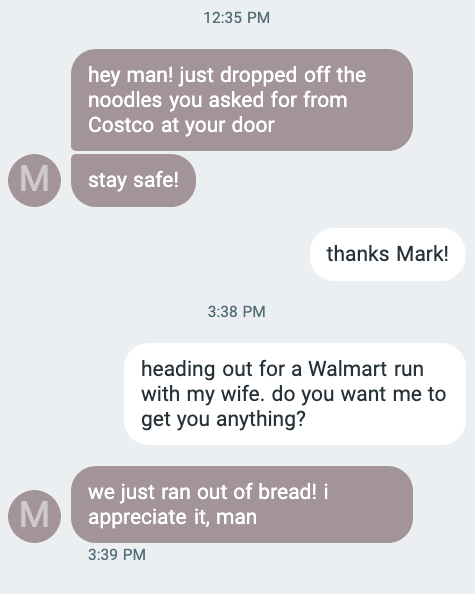 12:35 PM
hey man! just dropped off the
noodles you asked for from
Costco at your door
M
stay safe!
thanks Mark!
3:38 PM
heading out for a Walmart run
with my wife. do you want me to
get you anything?
M
we just ran out of bread! i
appreciate it, man
3:39 PM